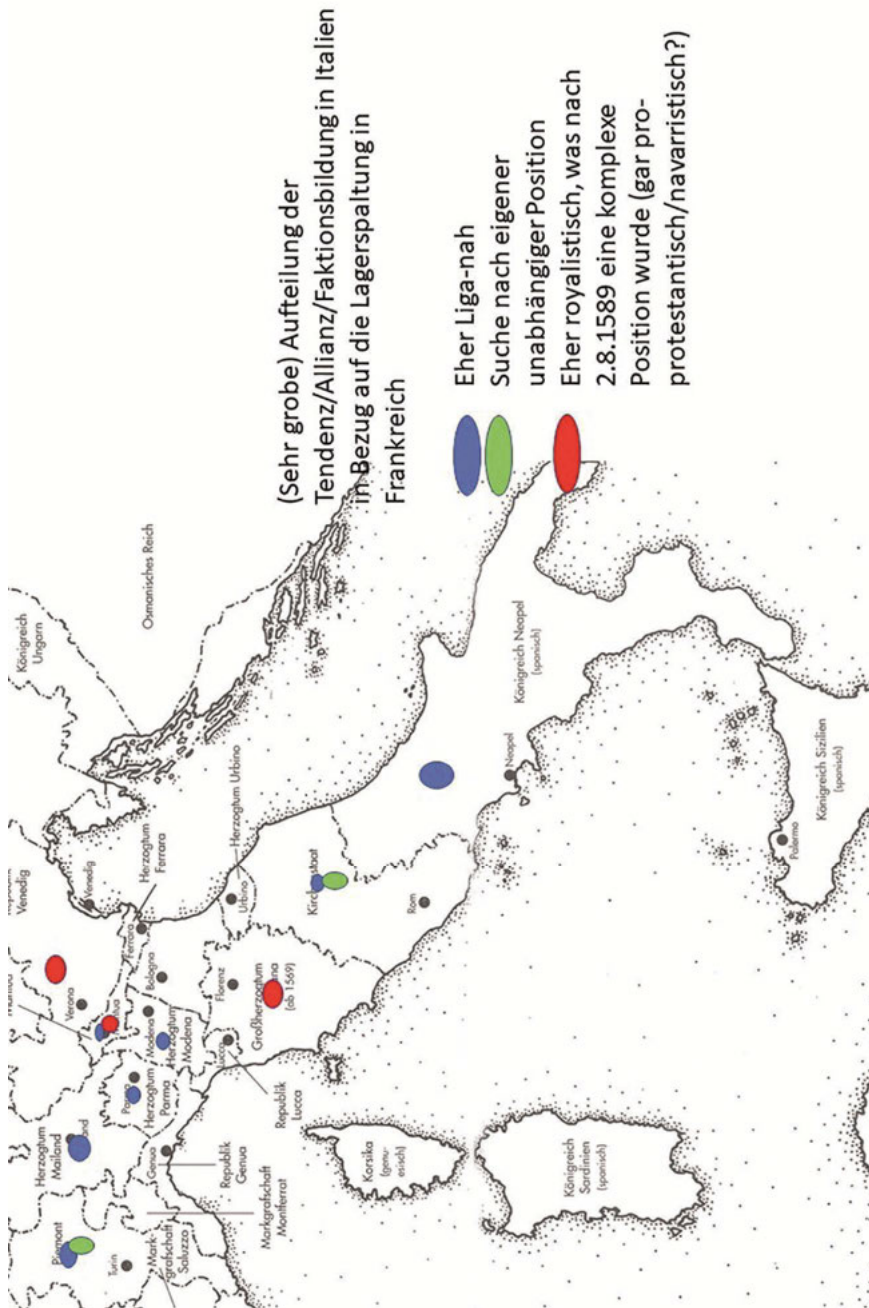 Piemont
Turin
Mark-
grafschaft
Saluzzo
Herzogtum
Mailand
Genua
Republik
Genua
Markgrafschaft
Montferrat
Herzogtum
Parma
Verona
Modena
Herzogtum
Modena
Bologna
Ferrara
Herzogtum
Ferrara
Venedig
Venedig
Lucca
Republik
Lucca
Florenz
Großherzogtum
(ab 1569)
Urbino
Herzogtum Urbino
Rom
Königreich
Ungarn
Osmanisches Reich
Korsika
(genu-
esisch)
Königreich
Sardinien
(spanisch)
Neapel
Königreich Neapel
(spanisch)
Palermo
Königreich Sizilien
(spanisch)
(Sehr grobe) Aufteilung der
Tendenz/Allianz/Faktionsbildung in Italien
in Bezug auf die Lagerspaltung in
Frankreich
Eher Liga-nah
Suche nach eigener
unabhängiger Position
Eher royalistisch, was nach
2.8.1589 eine komplexe
Position wurde (gar pro-
protestantisch/navarristisch?)